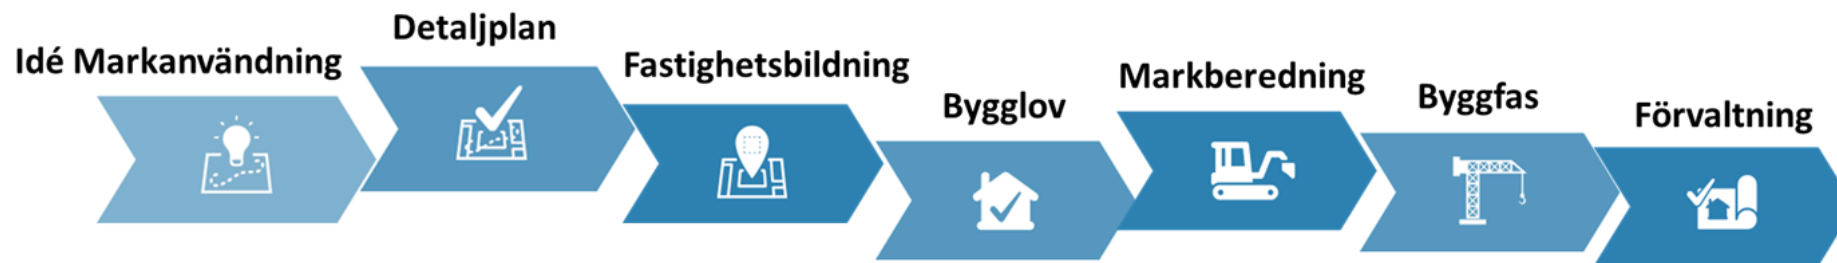 Idé Markanvändning
Detaljplan
Fastighetsbildning
Bygglov
Markberedning
Byggfas
Förvaltning